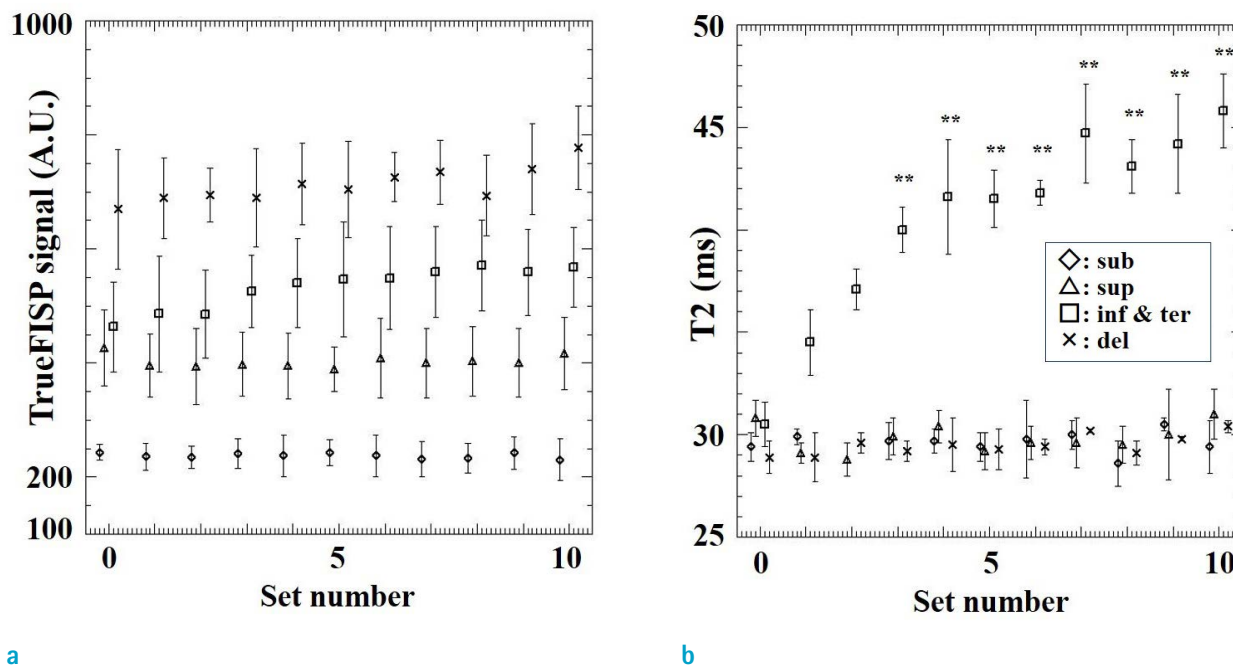 1000
200
100
0
5
10
TrueFISP signal (A.U.)
Set number
a
50
45
30
25
0
5
10
T2 (ms)
Set number
**
**
**
**
**
**
**
**
: sub
: sup
: inf & ter
: del
b